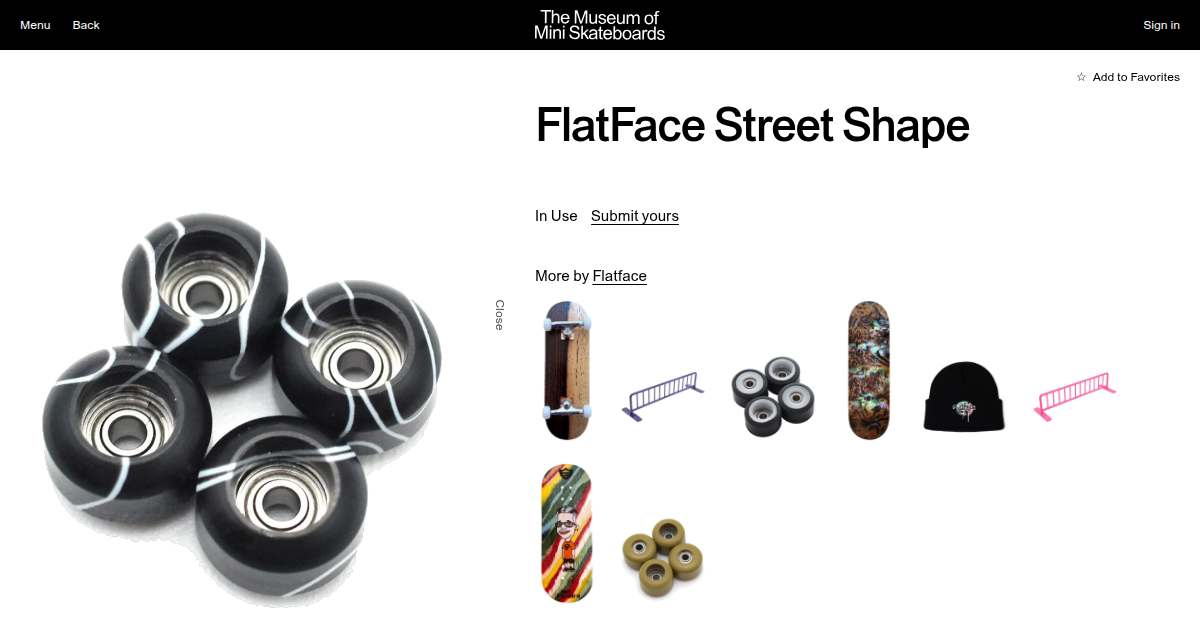 Menu
Back
The Museum of
Mini Skateboards
Sign in
☆ Add to Favorites
FlatFace Street Shape
In Use Submit yours
More by Flatface
Close